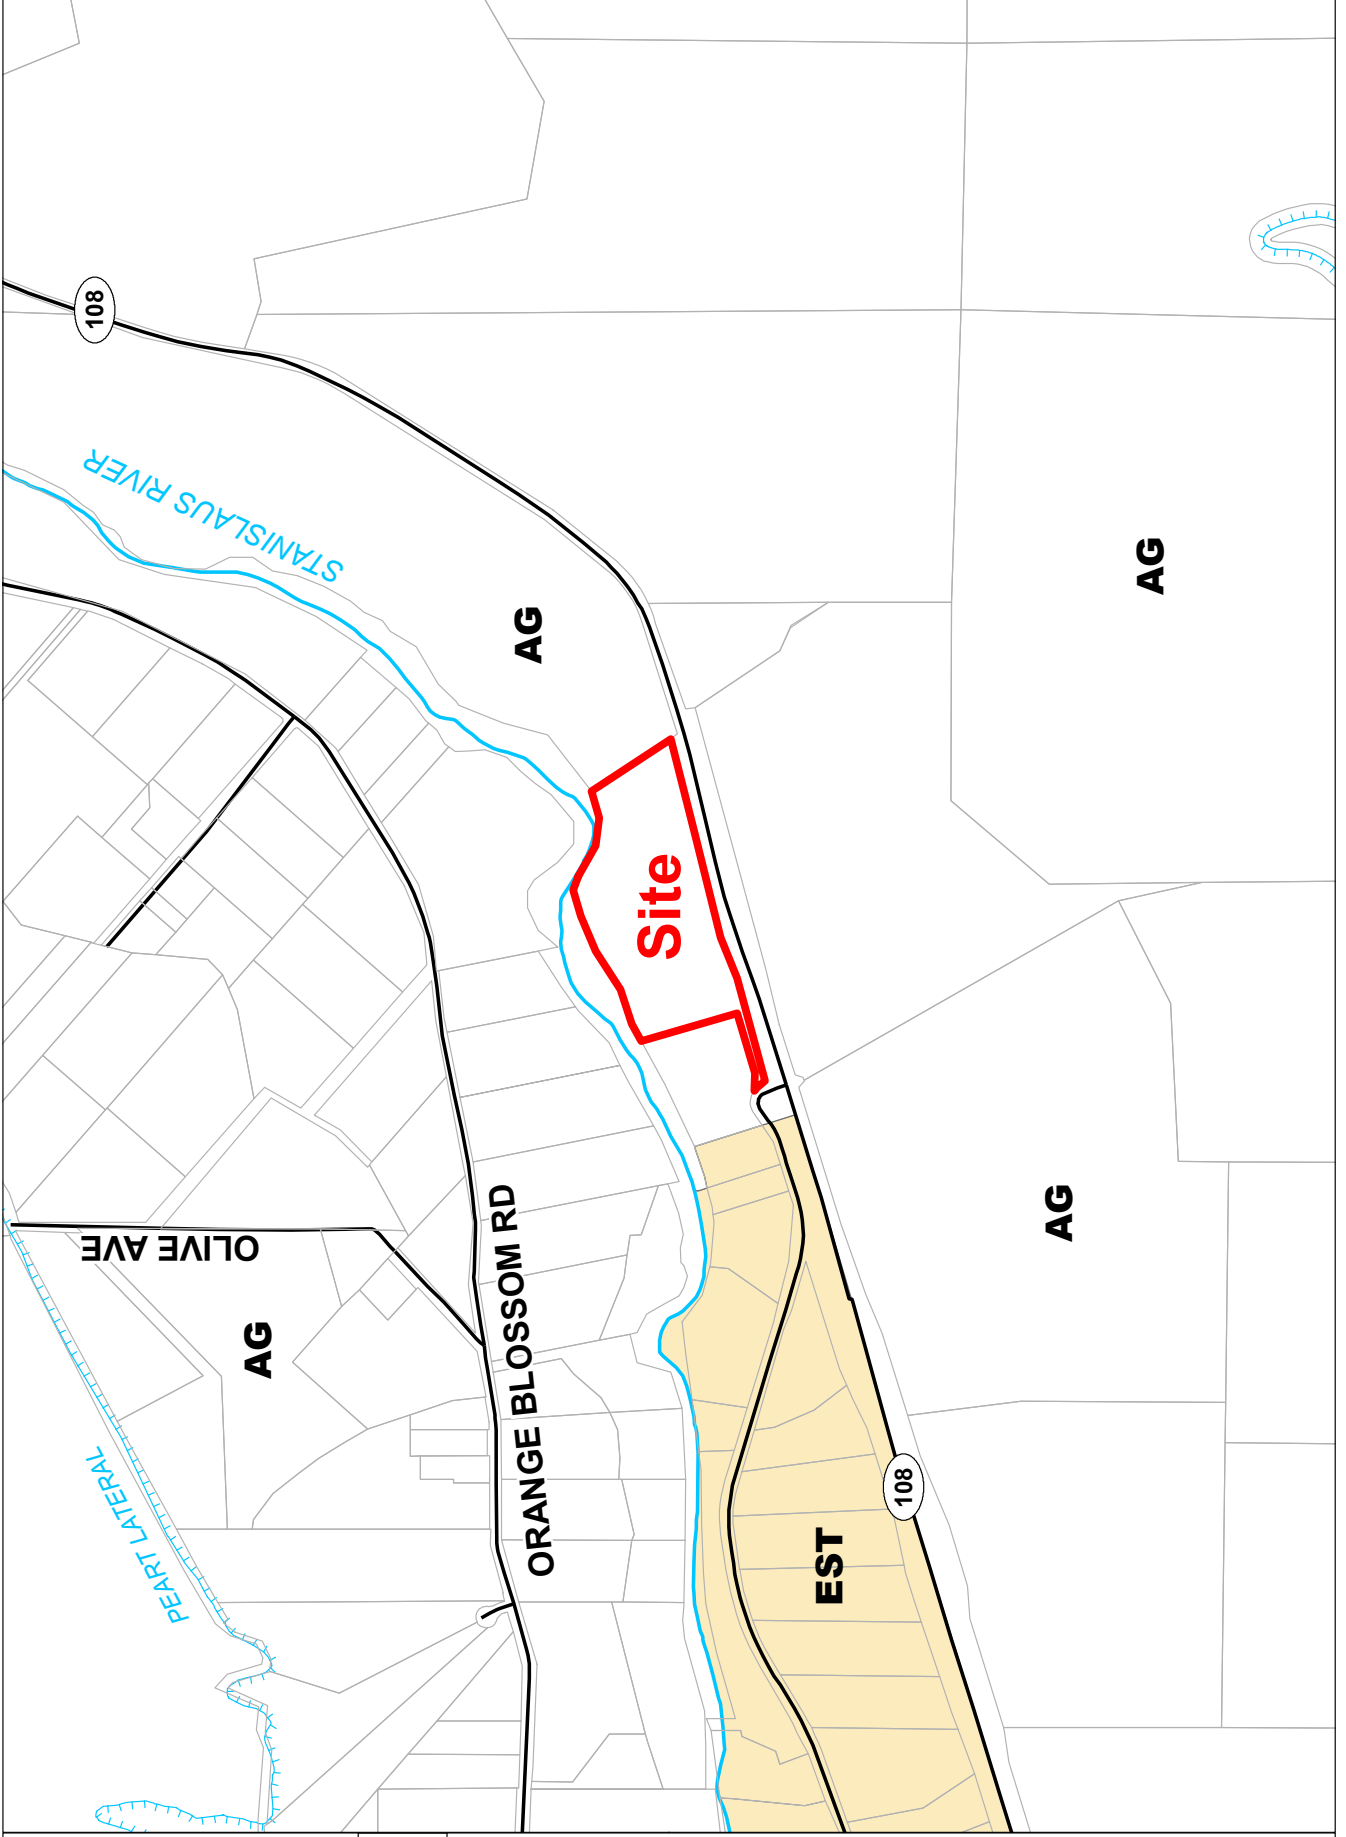 108
STANISLAUS RIVER
AG
AG
Site
OLIVE AVE
AG
ORANGE BLOSSOM RD
AG
PEART LATERAL
EST
108